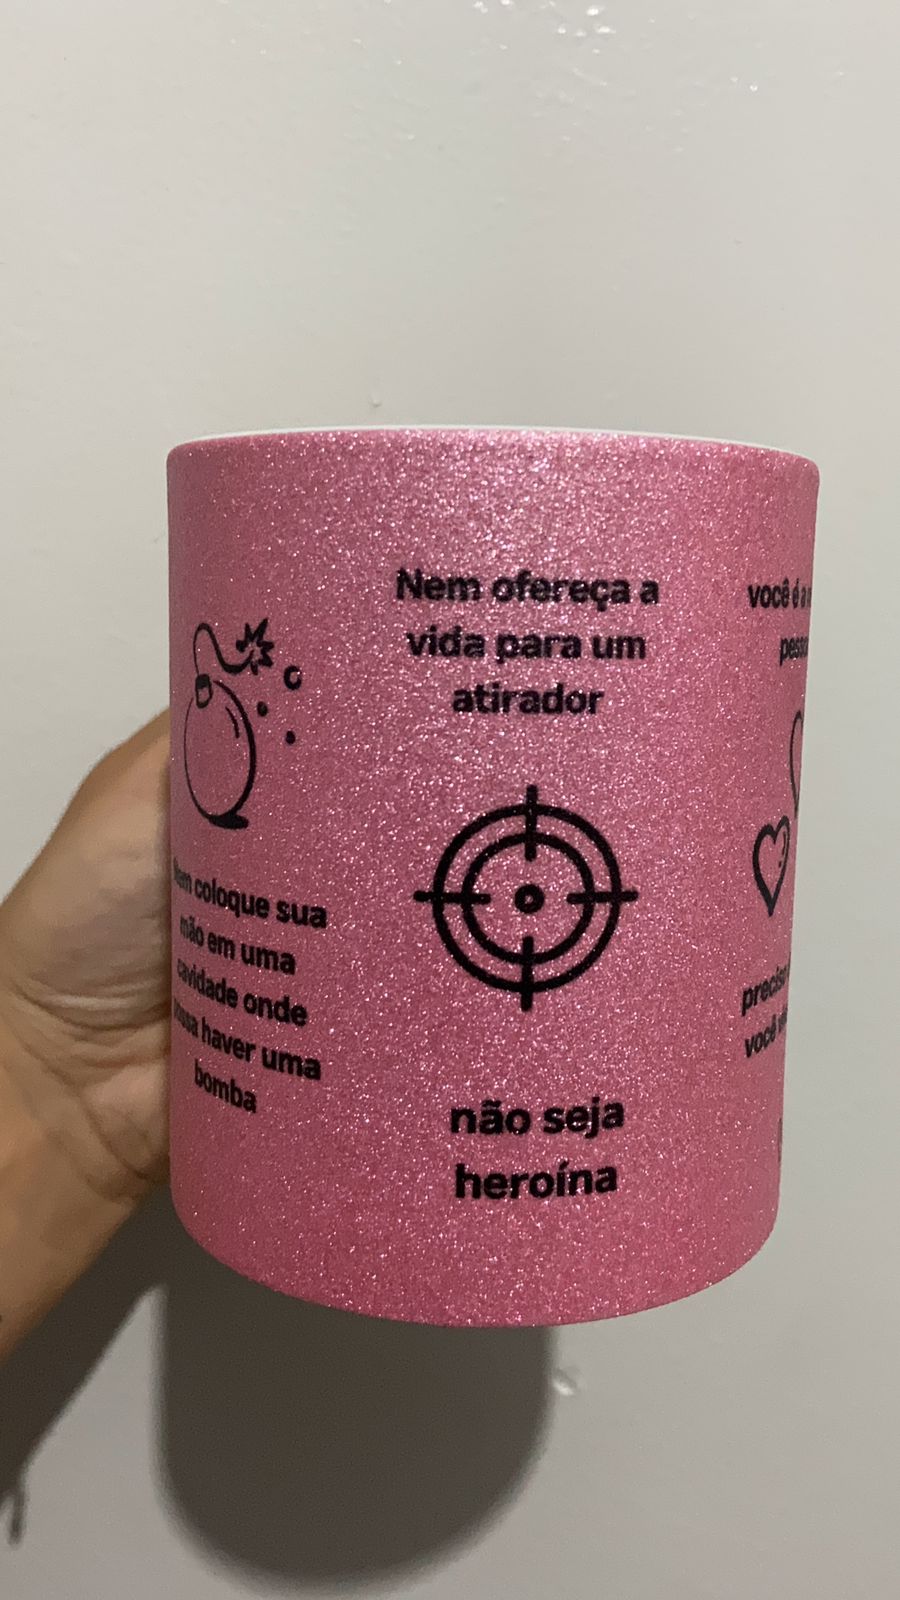 coloque sua
mão em uma
cavidade onde
possa haver uma
bomba
Nem ofereça a
vida para um
atirador
não seja
heroína
você é a
você